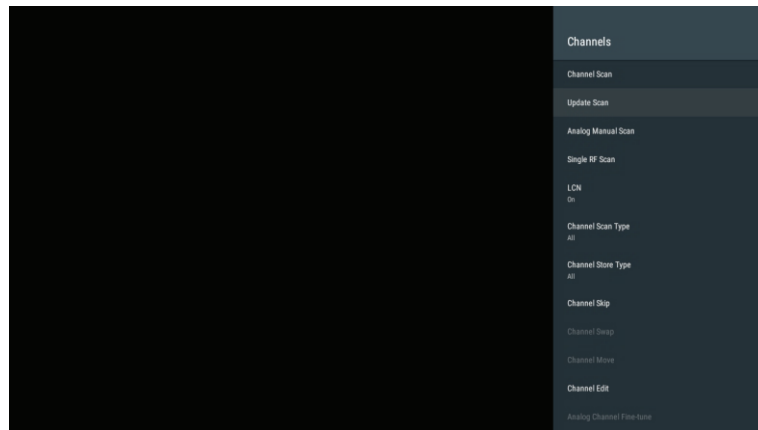 Channels
Channel Scan
Update Scan
Analog Manual Scan
Single RF Scan
LCN
On
Channel Scan Type
All
Channel Store Type
All
Channel Skip
Channel Swap
Channel Move
Channel Edit
Analog Channel Fine-tune